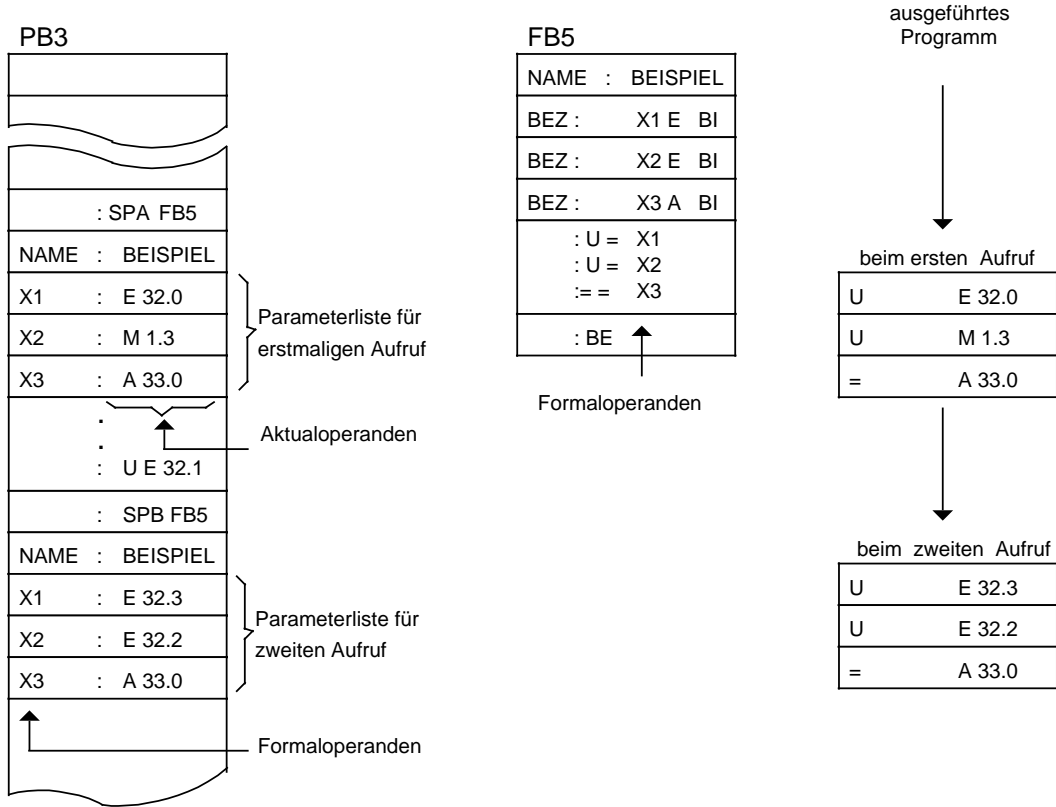 PB3
: SPA FB5
NAME : BEISPIEL
X1 : E 32.0
X2 : M 1.3
X3 : A 33.0
Parameterliste für
erstmaligen Aufruf
.
.
Aktualoperanden
: U E 32.1
: SPB FB5
NAME : BEISPIEL
X1 : E 32.3
X2 : E 32.2
X3 : A 33.0
Parameterliste für
zweiten Aufruf
Formaloperanden
FB5
NAME : BEISPIEL
BEZ : X1 E BI
BEZ : X2 E BI
BEZ : X3 A BI
: U = X1
: U = X2
:= = X3
: BE
Formaloperanden
ausgeführtes
Programm
beim ersten Aufruf
U E 32.0
U M 1.3
= A 33.0
beim zweiten Aufruf
U E 32.3
U E 32.2
= A 33.0